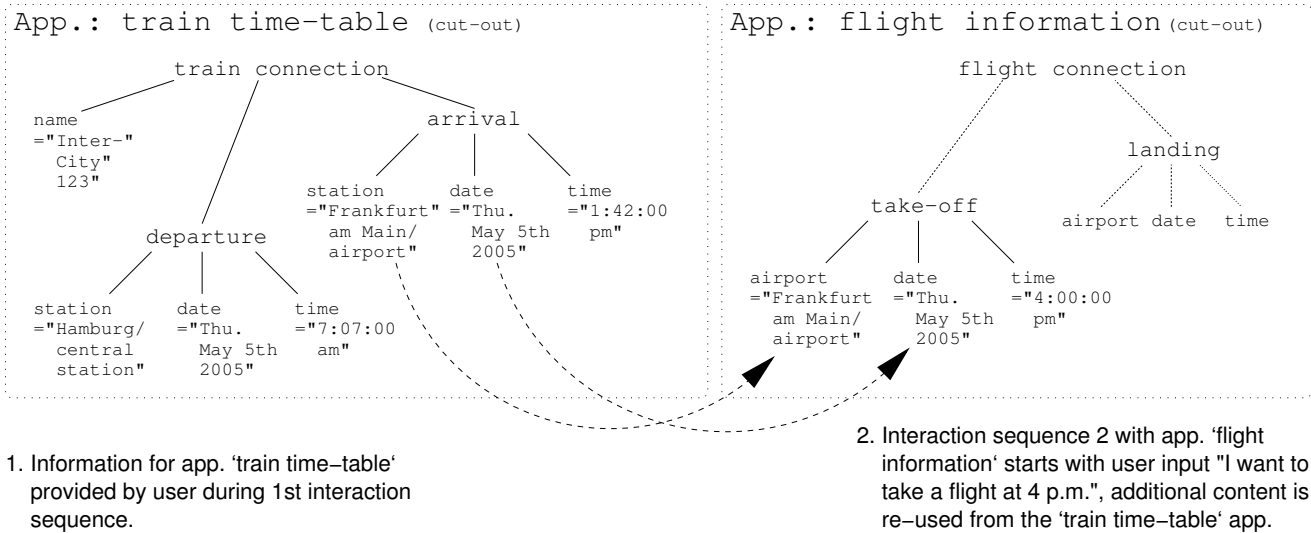 App.: train time-table (cut-out)
train connection
name
="Inter-"
City"
123"
arrival
station
="Frankfurt"
am Main/
airport"
date
="Thu.
May 5th
2005"
time
="1:42:00
pm"
departure
station
="Hamburg/
central
station"
date
="Thu.
May 5th
2005"
time
="7:07:00
am"
App.: flight information (cut-out)
flight connection
landing
airport date time
take-off
airport
="Frankfurt
am Main/
airport"
date
="Thu.
May 5th
2005"
time
="4:00:00
pm"
1. Information for app. ‘train time−table‘
provided by user during 1st interaction
sequence.
2. Interaction sequence 2 with app. ‘flight
information‘ starts with user input "I want to
take a flight at 4 p.m.", additional content is
re−used from the ‘train time−table‘ app.